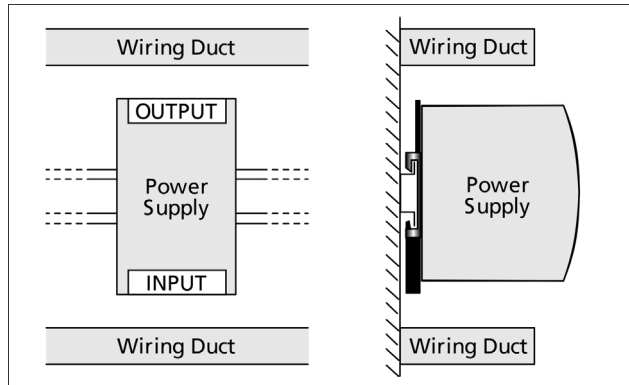 Wiring Duct
Wiring Duct
OUTPUT
Power
Supply
Power
Supply
INPUT
Wiring Duct
Wiring Duct